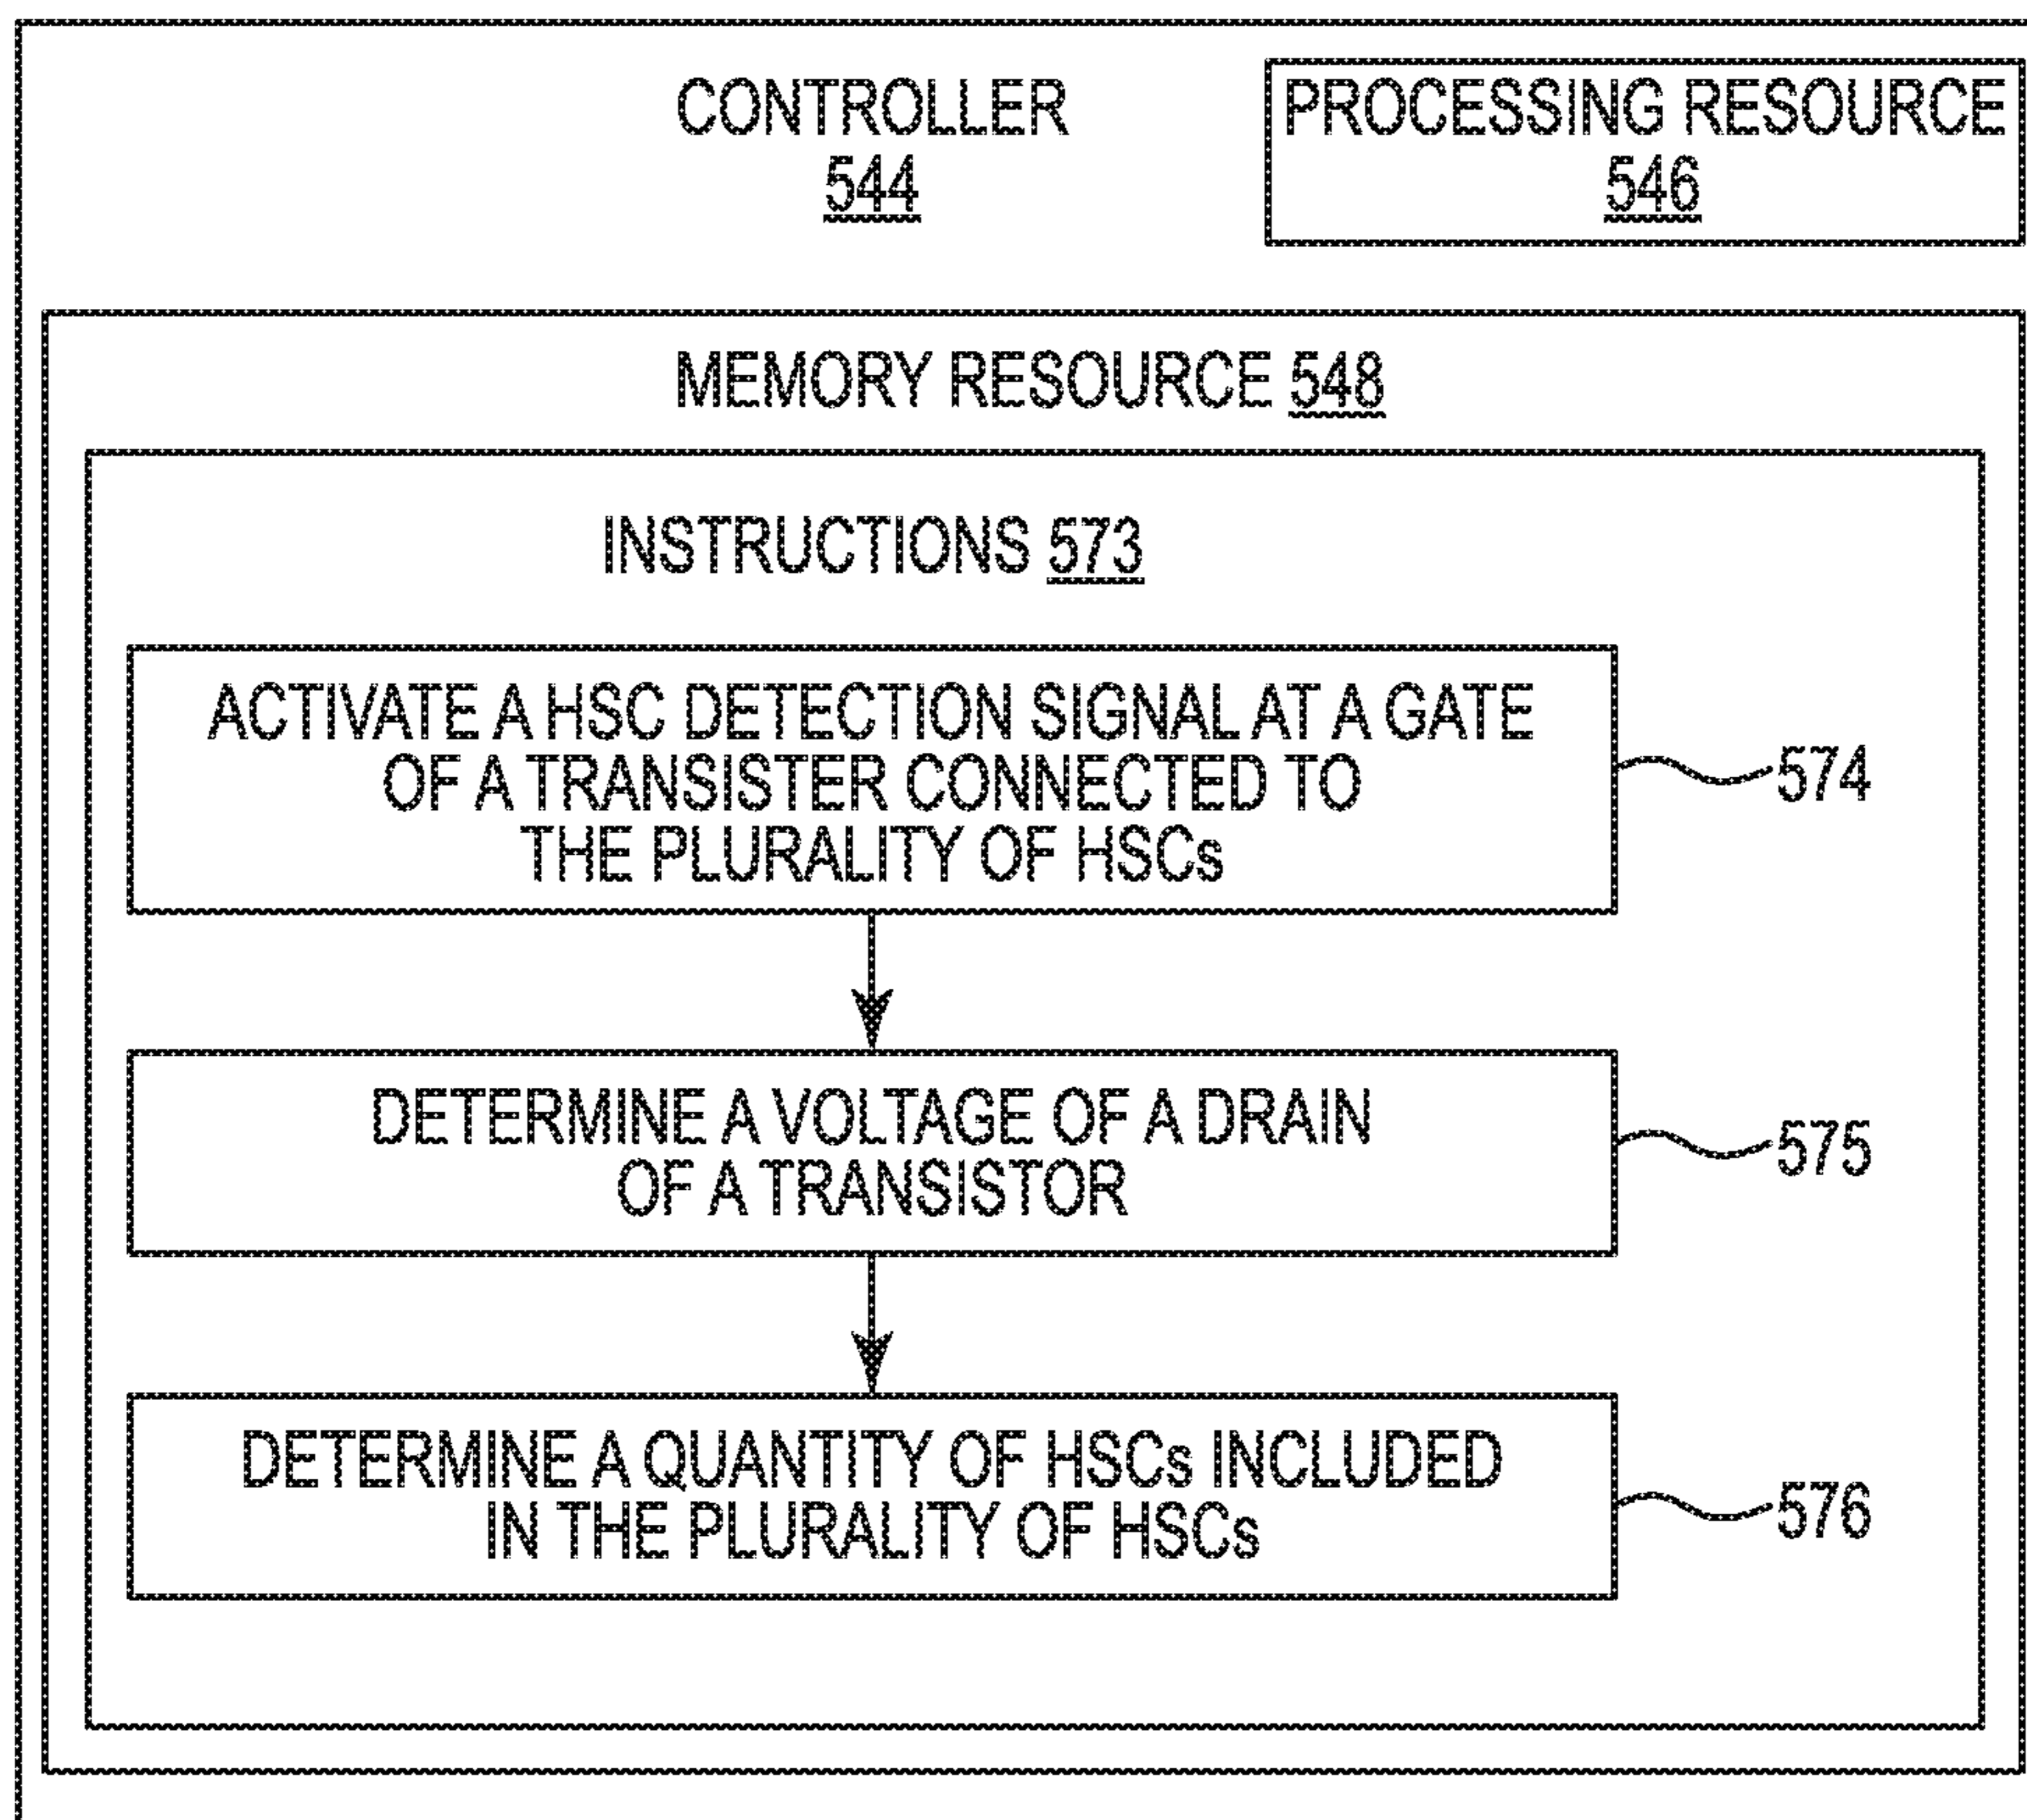 CONTROLLER
544
PROCESSING RESOURCE
546
MEMORY RESOURCE 548
INSTRUCTIONS 573
ACTIVATE A HSC DETECTION SIGNAL AT A GATE
OF A TRANSISTER CONNECTED TO
THE PLURALITY OF HSCs
574
DETERMINE A VOLTAGE OF A DRAIN
OF A TRANSISTOR
575
DETERMINE A QUANTITY OF HSCs INCLUDED
IN THE PLURALITY OF HSCs
576